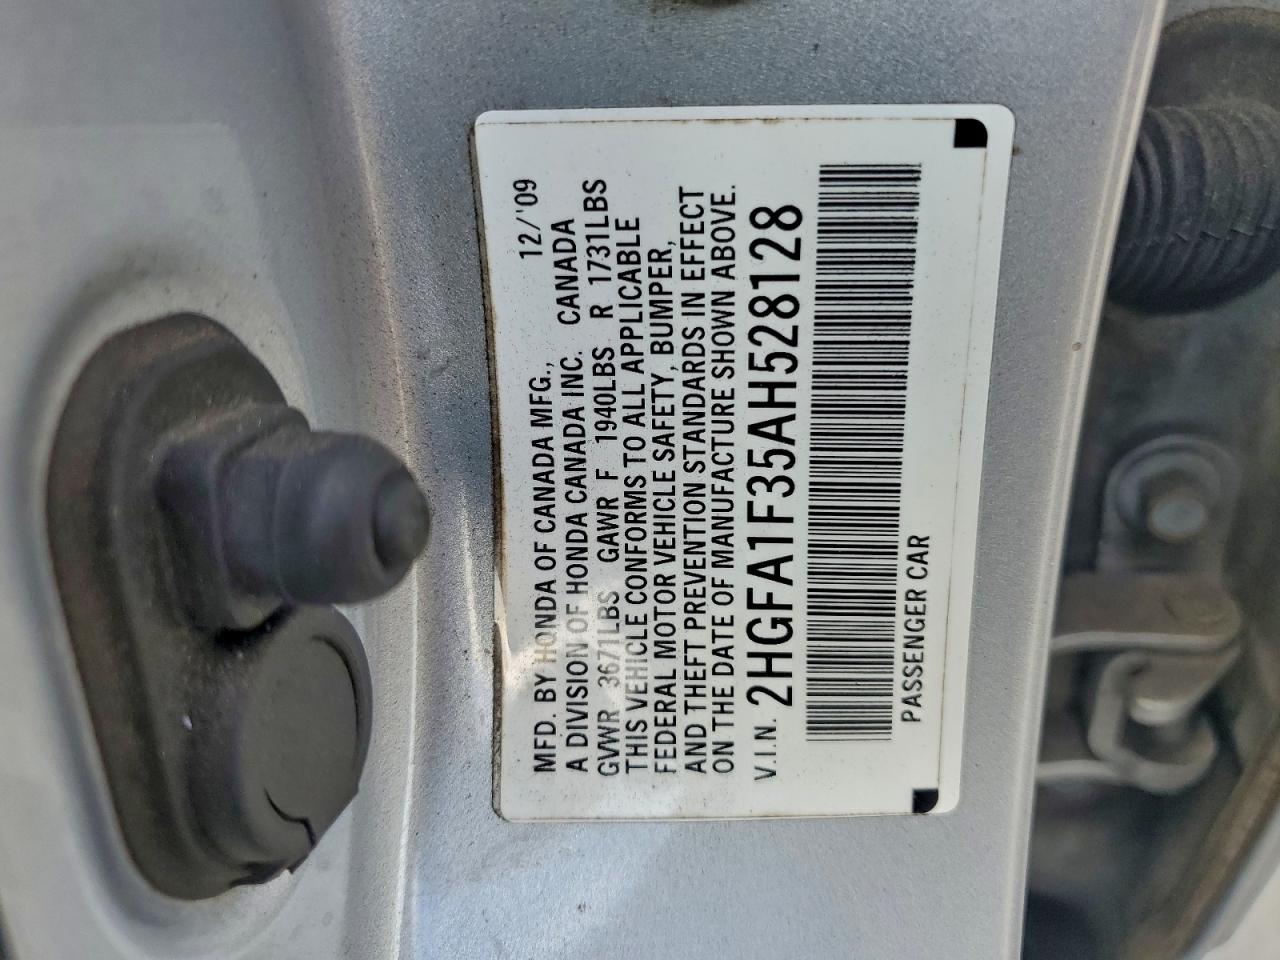 MFD. BY HONDA OF CANADA MFG., 12/'09
A DIVISION OF HONDA CANADA INC. CANADA
GVWR 3671LBS GAWR F 1940LBS R 1731LBS
THIS VEHICLE CONFORMS TO ALL APPLICABLE
FEDERAL MOTOR VEHICLE SAFETY, BUMPER,
AND THEFT PREVENTION STANDARDS IN EFFECT
ON THE DATE OF MANUFACTURE SHOWN ABOVE.
V.I.N. 2HGFA1F35AH528128
PASSENGER CAR